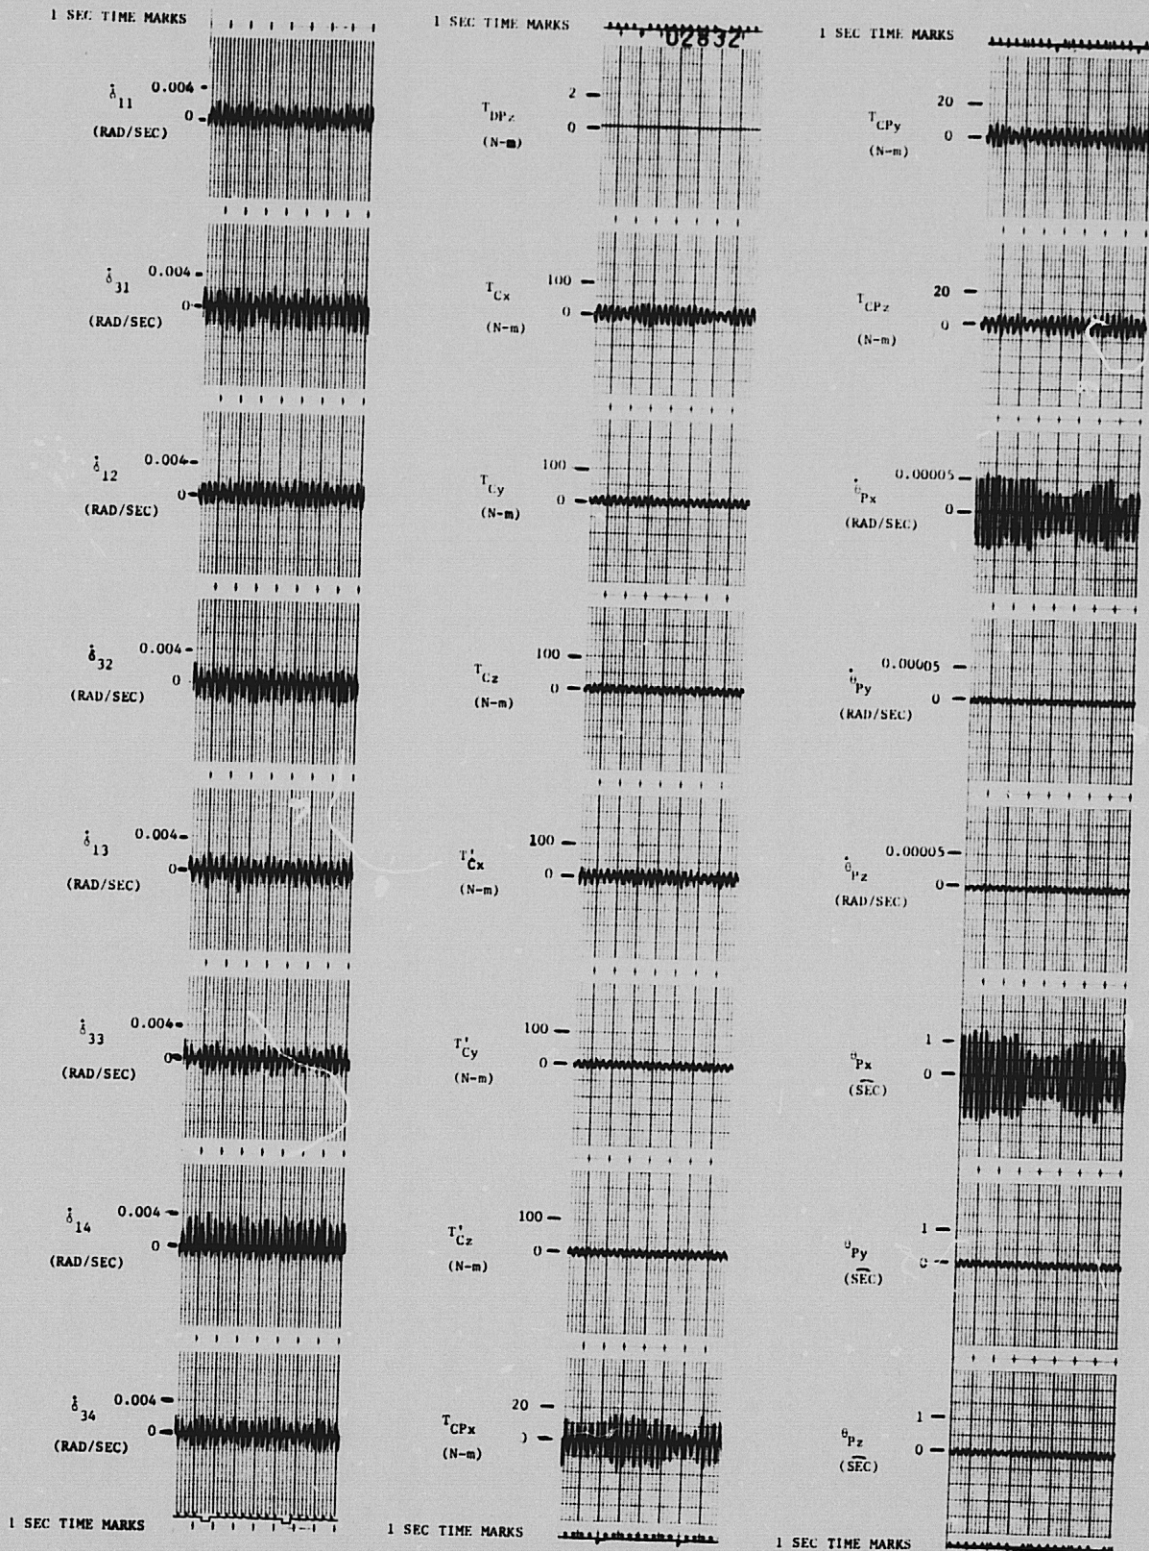 1 SEC TIME MARKS
δ̇11 0.004
0
(RAD/SEC)
δ̇31 0.004
0
(RAD/SEC)
δ̇12 0.004
0
(RAD/SEC)
δ̇32 0.004
0
(RAD/SEC)
δ̇13 0.004
0
(RAD/SEC)
δ̇33 0.004
0
(RAD/SEC)
δ̇14 0.004
0
(RAD/SEC)
δ̇34 0.004
0
(RAD/SEC)
1 SEC TIME MARKS
1 SEC TIME MARKS
02832
2
TDPz
0
(N-m)
TCx 100
0
(N-m)
100
TCy
0
(N-m)
100
TCz
0
(N-m)
100
T'Cx
0
(N-m)
100
T'Cy
0
(N-m)
100
T'Cz
0
(N-m)
20
TCPx
(N-m)
1 SEC TIME MARKS
1 SEC TIME MARKS
20
TCPy
0
(N-m)
20
TCPz
0
(N-m)
0.00005
θ̇Px
0
(RAD/SEC)
0.00005
θ̇Py
0
(RAD/SEC)
0.00005
θ̇Pz
0
(RAD/SEC)
1
θPx
0
(SEC)
1
θPy
0
(SEC)
1
θPz
0
(SEC)
1 SEC TIME MARKS